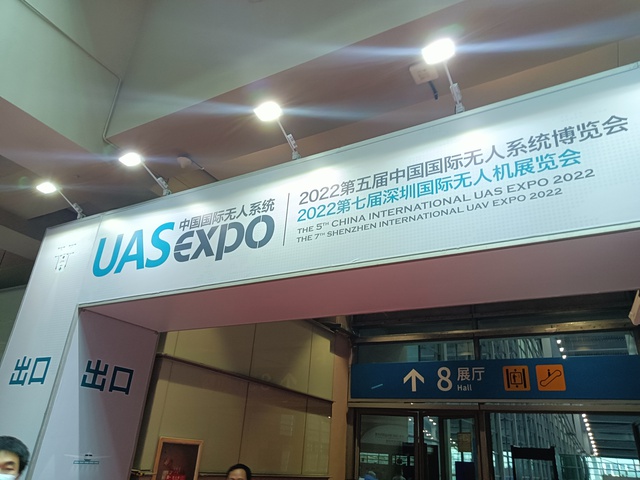 中国国际无人系统
UAS EXPO
2022第五届中国国际无人系统博览会
2022第七届深圳国际无人机展览会
THE 5TH CHINA INTERNATIONAL UAS EXPO 2022
THE 7TH SHENZHEN INTERNATIONAL UAV EXPO 2022
出口
出口
↑ 8 展厅
Hall